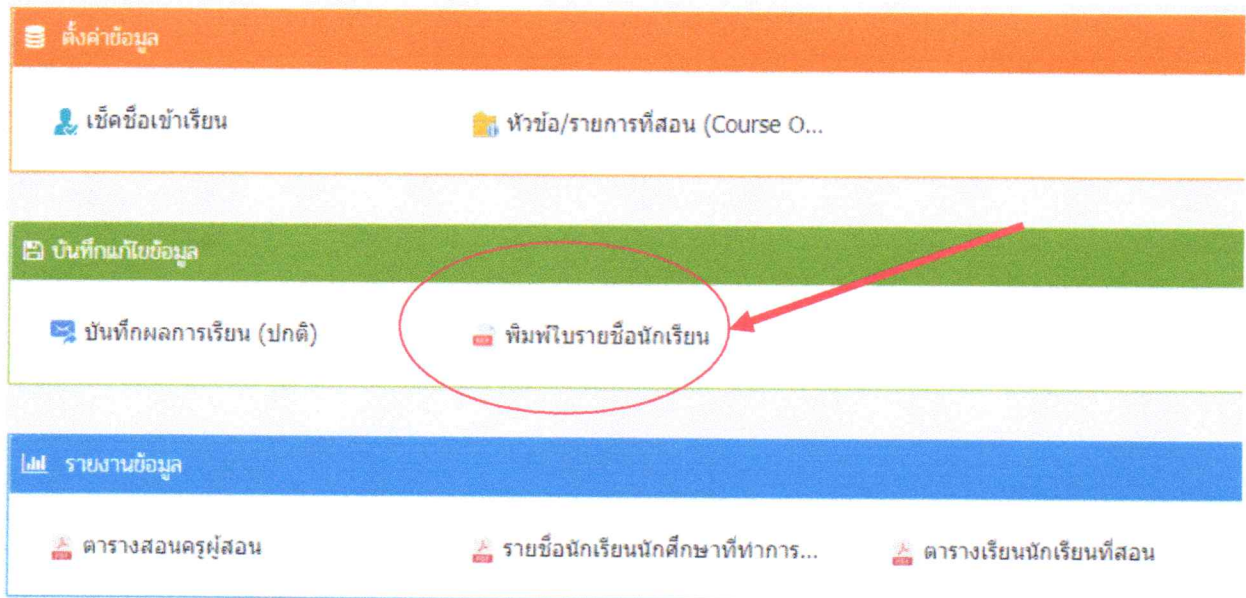 ตั้งค่าข้อมูล
เช็คชื่อเข้าเรียน
หัวข้อ/รายการที่สอน (Course O...
บันทึกแก้ไขข้อมูล
บันทึกผลการเรียน (ปกติ)
พิมพ์ใบรายชื่อนักเรียน
รายงานข้อมูล
ตารางสอนครูผู้สอน
รายชื่อนักเรียนนักศึกษาที่ทำการ...
ตารางเรียนนักเรียนที่สอน